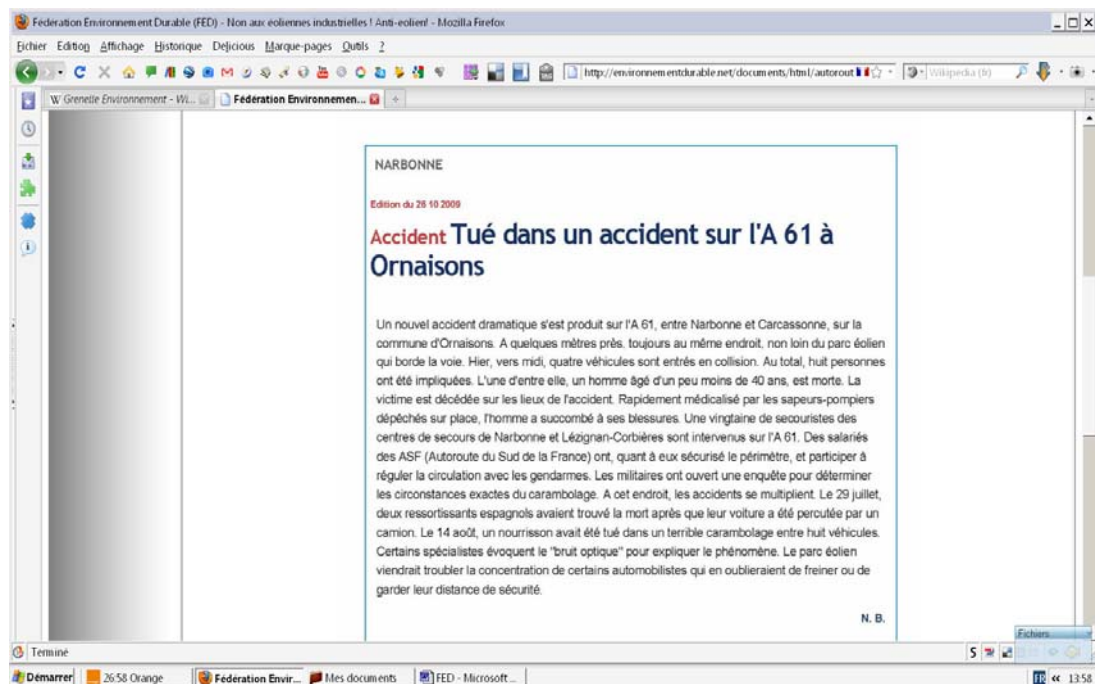 Fédération Environnement Durable (FED) - Non aux éoliennes industrielles ! Anti-eolien! - Mozilla Firefox
Fichier Edition Affichage Historique Delicious Marque-pages Outils ?
http://environnementdurable.net/documents/html/autorout
Wikipedia (fr)
W Grenelle Environnement - Wi...
Fédération Environnemen...
NARBONNE
Edition du 28 10 2009
Accident Tué dans un accident sur l'A 61 à
Ornaisons
Un nouvel accident dramatique s'est produit sur l'A 61, entre Narbonne et Carcassonne, sur la
commune d'Ornaisons. A quelques mètres près, toujours au même endroit, non loin du parc éolien
qui borde la voie. Hier, vers midi, quatre véhicules sont entrés en collision. Au total, huit personnes
ont été impliquées. L'une d'entre elle, un homme âgé d'un peu moins de 40 ans, est morte. La
victime est décédée sur les lieux de l'accident. Rapidement médicalisé par les sapeurs-pompiers
dépêchés sur place, l'homme a succombé à ses blessures. Une vingtaine de secouristes des
centres de secours de Narbonne et Lézignan-Corbières sont intervenus sur l'A 61. Des salariés
des ASF (Autoroute du Sud de la France) ont, quant à eux sécurisé le périmètre, et participer à
réguler la circulation avec les gendarmes. Les militaires ont ouvert une enquête pour déterminer
les circonstances exactes du carambolage. A cet endroit, les accidents se multiplient. Le 29 juillet,
deux ressortissants espagnols avaient trouvé la mort après que leur voiture a été percutée par un
camion. Le 14 août, un nourrisson avait été tué dans un terrible carambolage entre huit véhicules.
Certains spécialistes évoquent le "bruit optique" pour expliquer le phénomène. Le parc éolien
viendrait troubler la concentration de certains automobilistes qui en oublieraient de freiner ou de
garder leur distance de sécurité.
N. B.
Fichiers
Terminé
Démarrer
26:58 Orange
Fédération Envir...
Mes documents
FED - Microsoft ...
FR
13:58